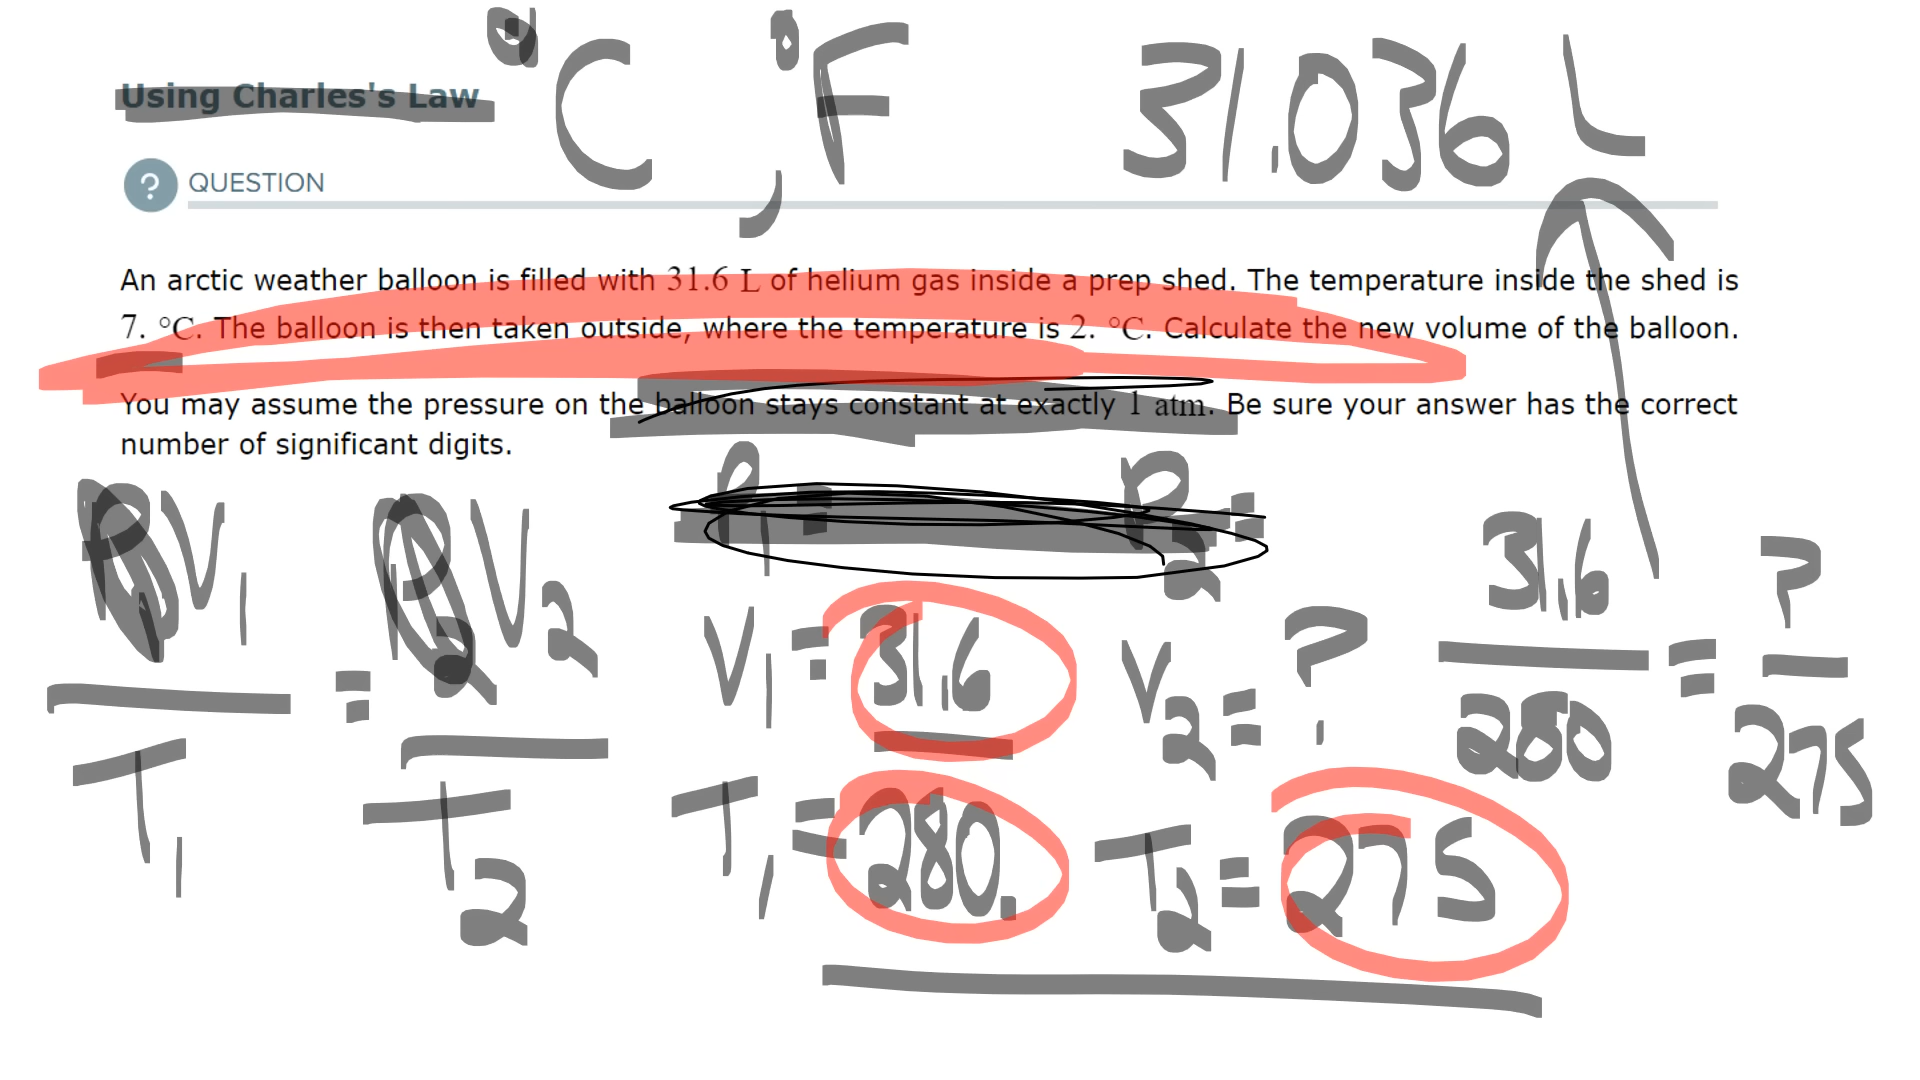 °C, °F 31.036 L
Using Charles's Law
? QUESTION
An arctic weather balloon is filled with 31.6 L of helium gas inside a prep shed. The temperature inside the shed is
7. °C. The balloon is then taken outside, where the temperature is 2. °C. Calculate the new volume of the balloon.
You may assume the pressure on the balloon stays constant at exactly 1 atm. Be sure your answer has the correct
number of significant digits.
P1V1 = P2V2
T1 T2
P1 = P2 =
V1 = 31.6 V2 = ?
T1 = 280. T2 = 275
31.6 = ?
280 275